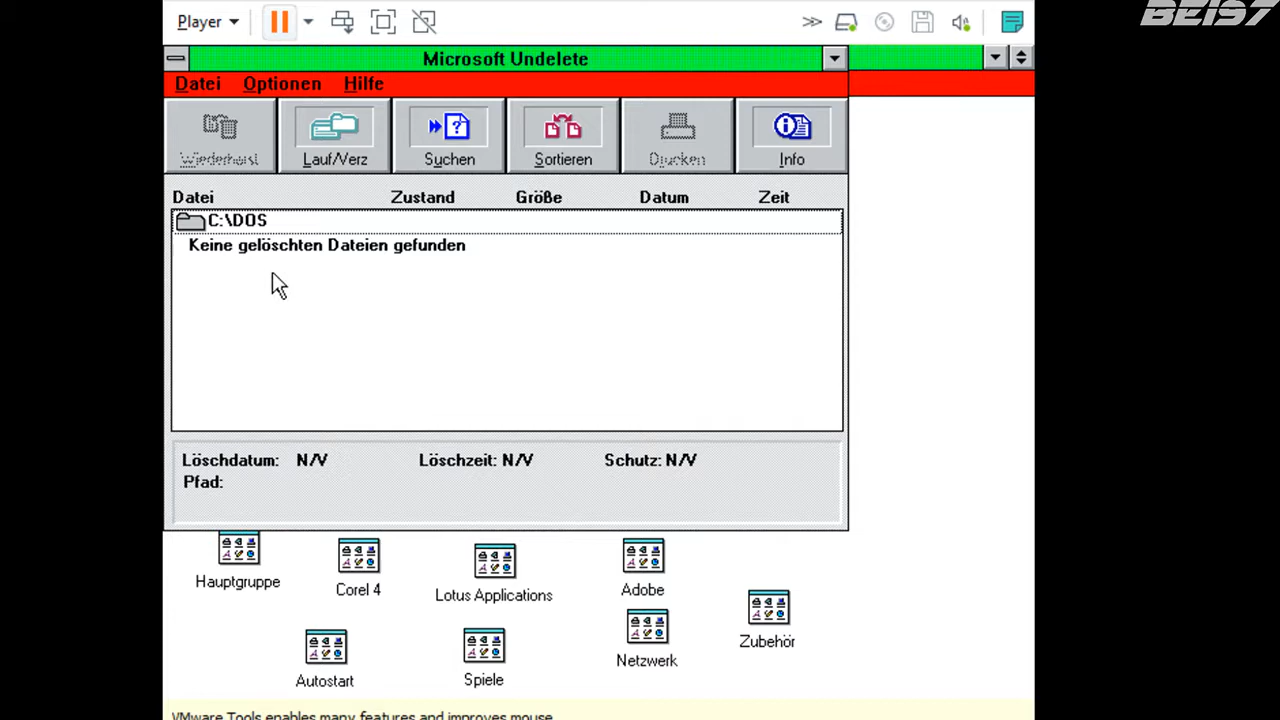 BEI97
Player
Microsoft Undelete
Datei Optionen Hilfe
Wiederherst Lauf/Verz Suchen Sortieren Drucken Info
Datei Zustand Größe Datum Zeit
C:\DOS
Keine gelöschten Dateien gefunden
Löschdatum: N/V Löschzeit: N/V Schutz: N/V
Pfad:
Hauptgruppe Corel 4 Lotus Applications Adobe
Zubehör
Netzwerk
Autostart Spiele
VMware Tools enables many features and improves mouse